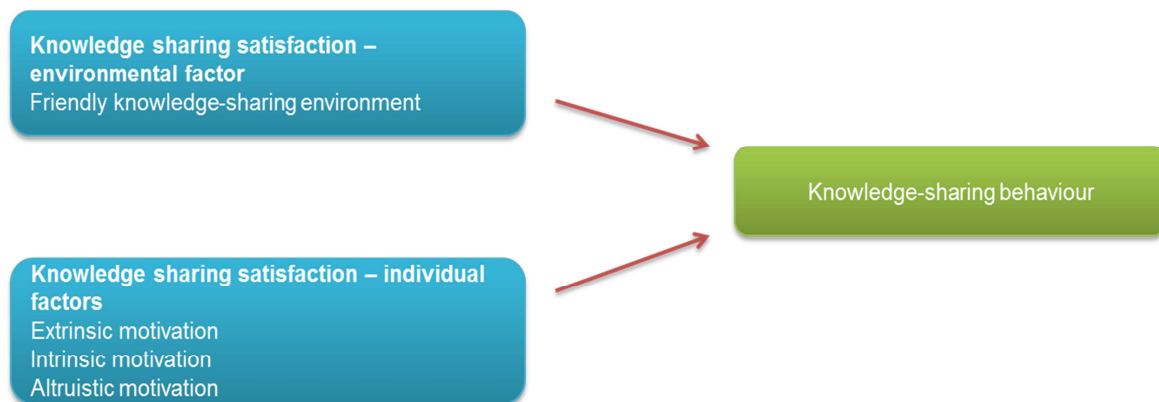 Knowledge sharing satisfaction –
environmental factor
Friendly knowledge-sharing environment
Knowledge-sharing behaviour
Knowledge sharing satisfaction – individual
factors
Extrinsic motivation
Intrinsic motivation
Altruistic motivation